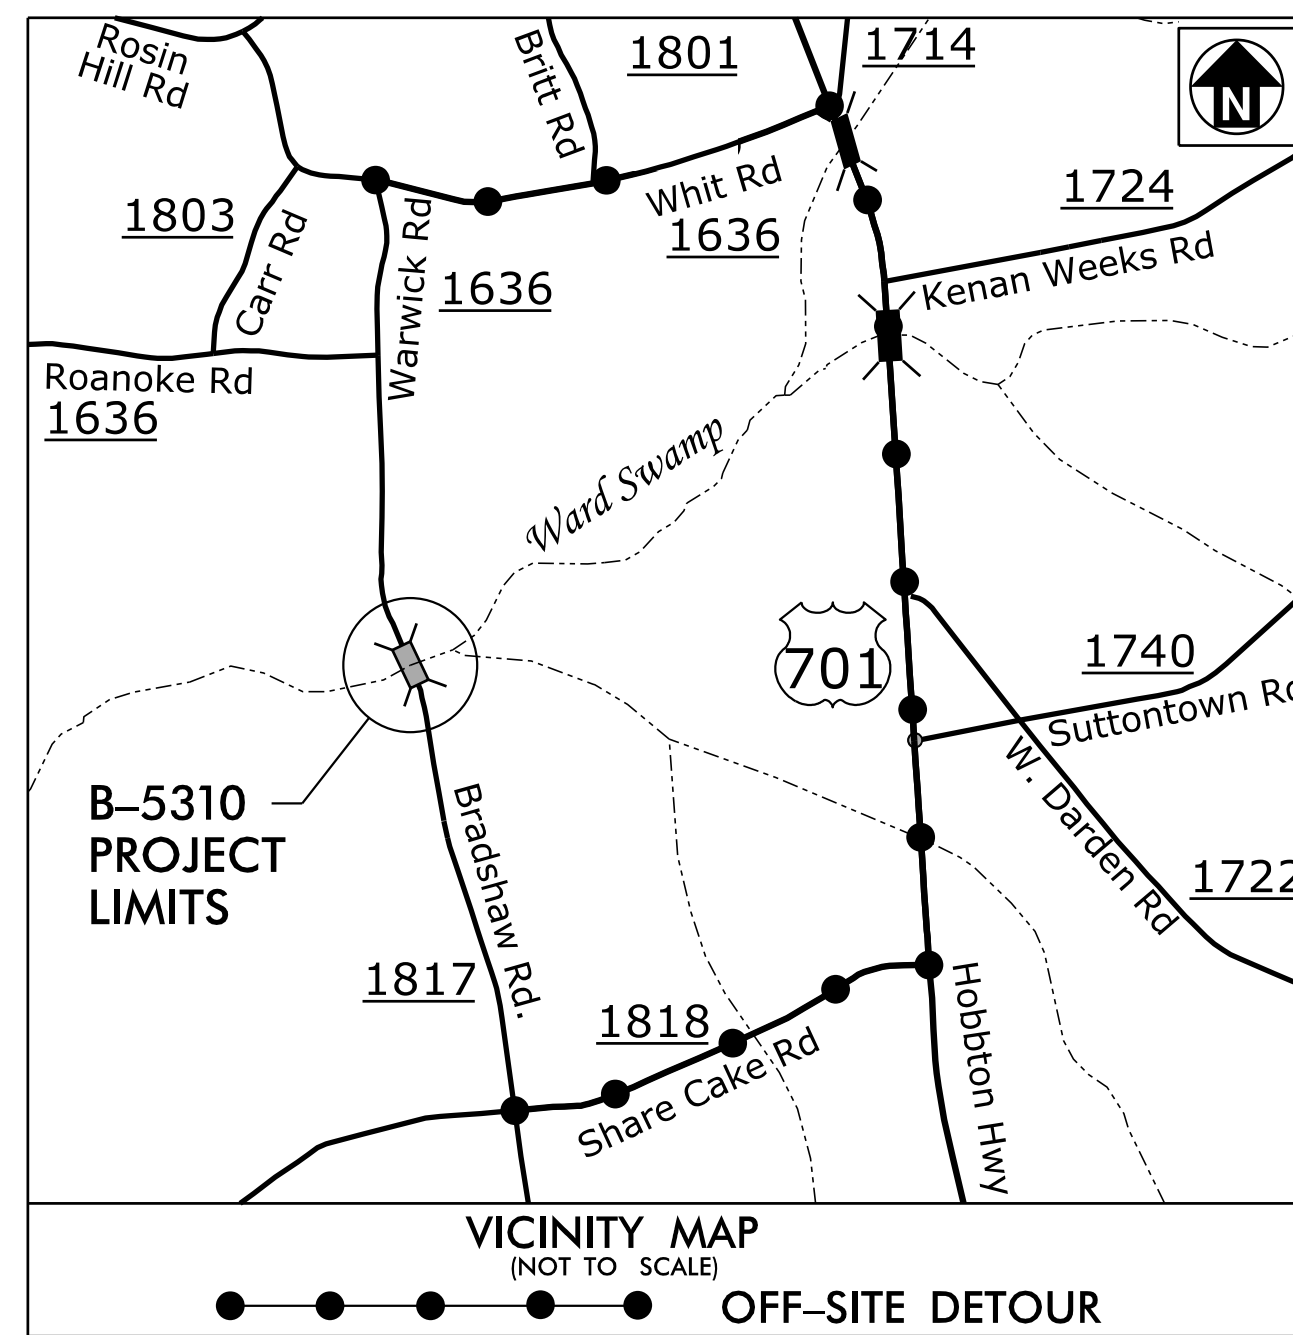 Rosin
Hill Rd
Britt Rd
1801
1714
N
1803
Carr Rd
Warwick Rd
1636
Whit Rd
1636
1724
Kenan Weeks Rd
Roanoke Rd
1636
Ward Swamp
701
1740
Suttontown Rd
W. Darden Rd
1722
B–5310
PROJECT
LIMITS
Bradshaw Rd.
1817
1818
Share Cake Rd
Hobbton Hwy
VICINITY MAP
(NOT TO SCALE)
OFF–SITE DETOUR